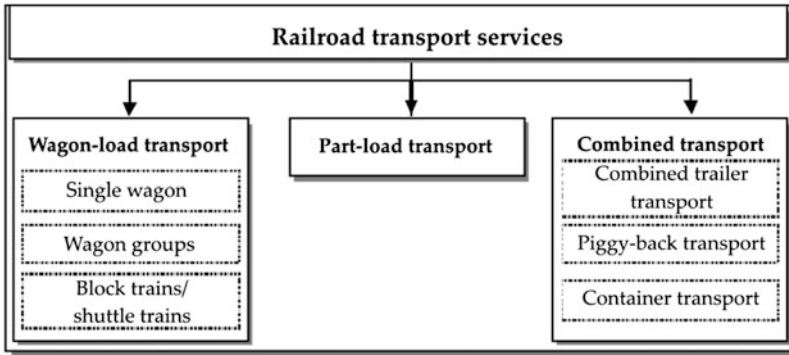 Railroad transport services
Wagon-load transport
Single wagon
Wagon groups
Block trains/
shuttle trains
Part-load transport
Combined transport
Combined trailer
transport
Piggy-back transport
Container transport